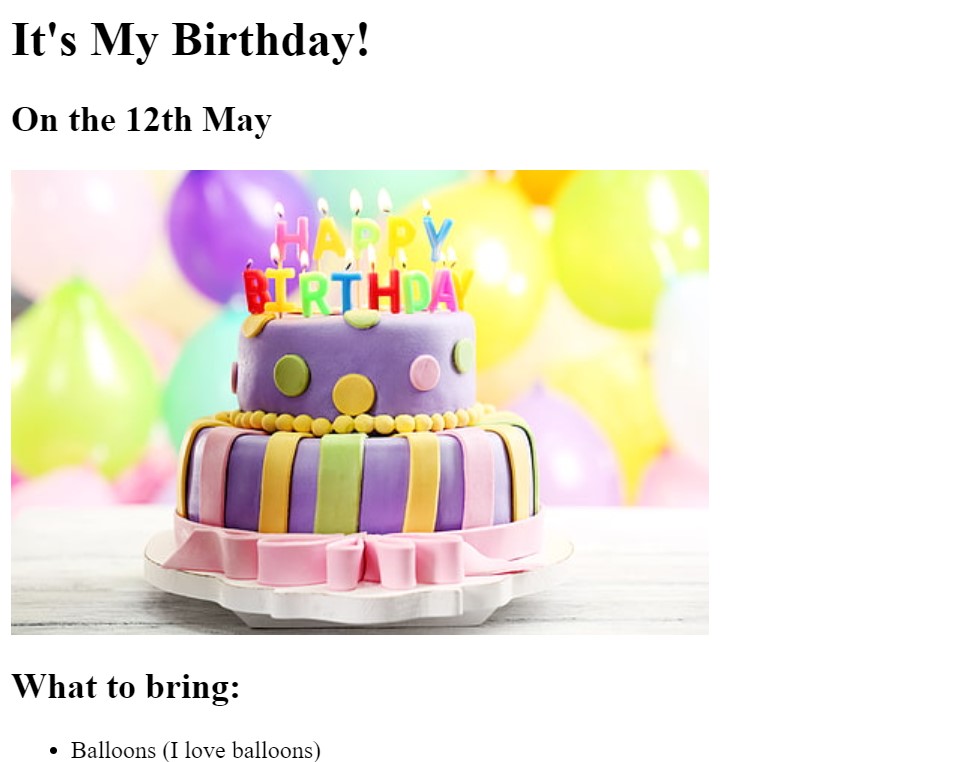 It's My Birthday!
On the 12th May
HAPPY
BIRTHDAY
What to bring:
Balloons (I love balloons)